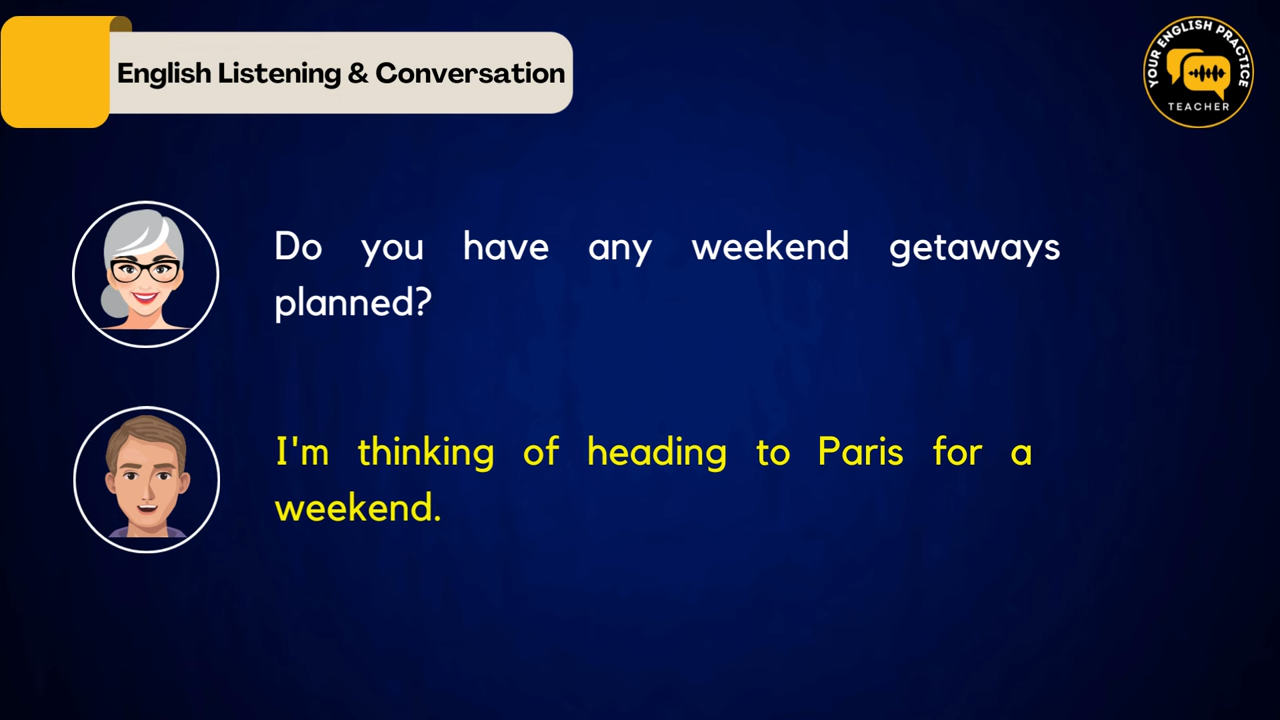 English Listening & Conversation
YOUR ENGLISH PRACTICE
TEACHER
Do you have any weekend getaways
planned?
I'm thinking of heading to Paris for a
weekend.